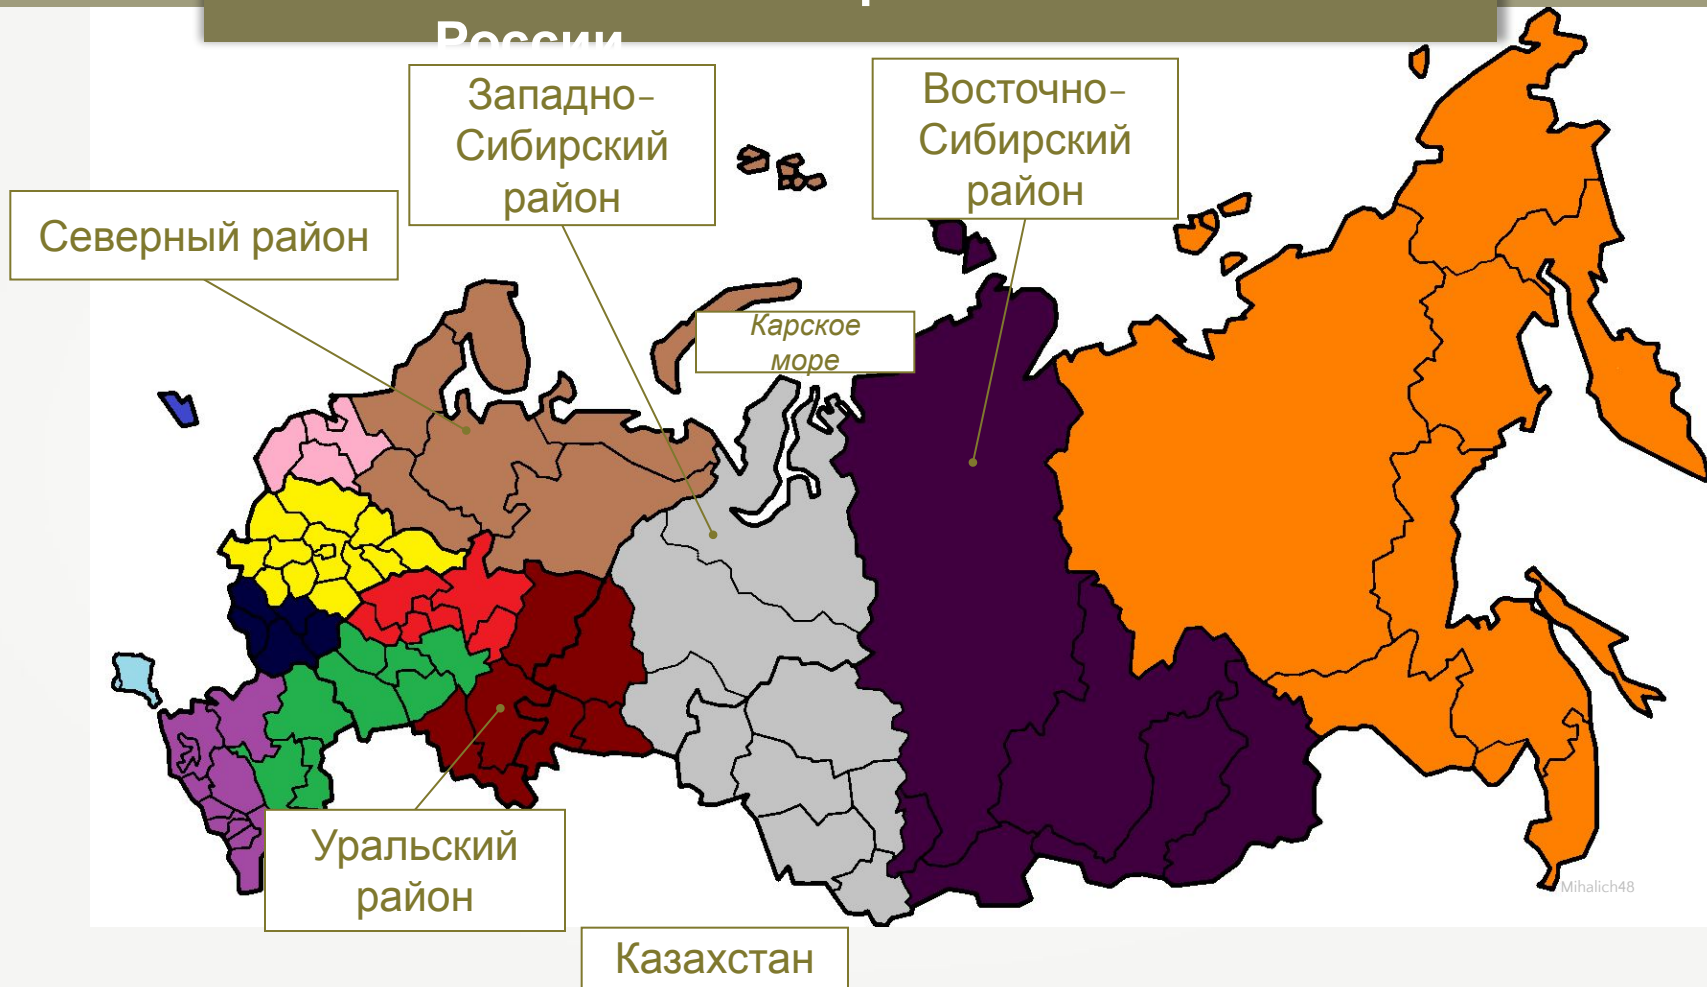 России
Западно-
Сибирский
район
Восточно-
Сибирский
район
Северный район
Карское
море
Уральский
район
Казахстан
Mihalich48